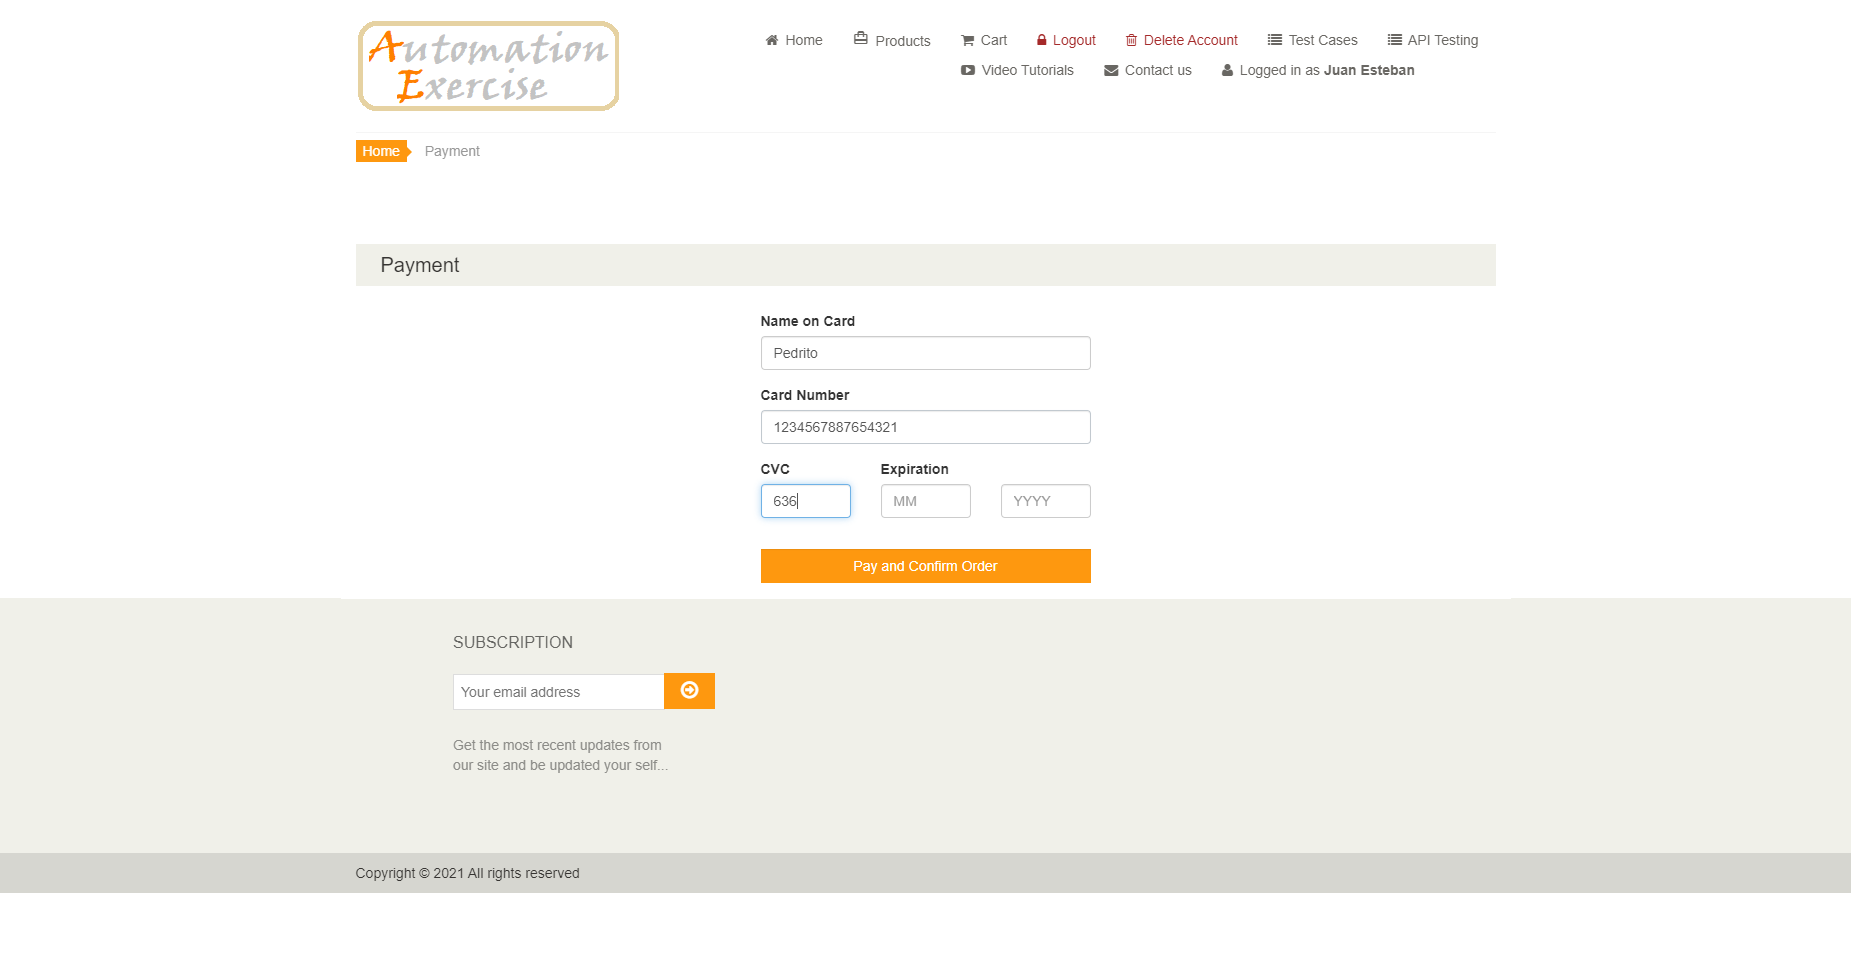 Automation
Exercise
Home Products Cart Logout Delete Account Test Cases API Testing
Video Tutorials Contact us Logged in as Juan Esteban
Home Payment
Payment
Name on Card
Pedrito
Card Number
1234567887654321
CVC Expiration
636 MM YYYY
Pay and Confirm Order
SUBSCRIPTION
Your email address
Get the most recent updates from
our site and be updated your self...
Copyright © 2021 All rights reserved